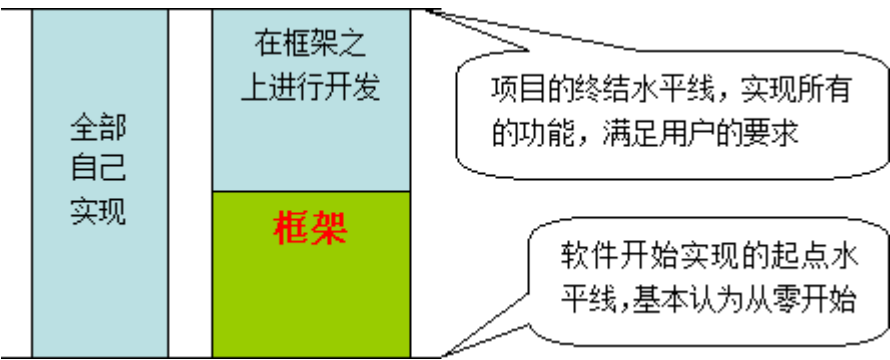 全部
自己
实现
在框架之
上进行开发
框架
项目的终结水平线，实现所有
的功能，满足用户的要求
软件开始实现的起点水
平线,基本认为从零开始